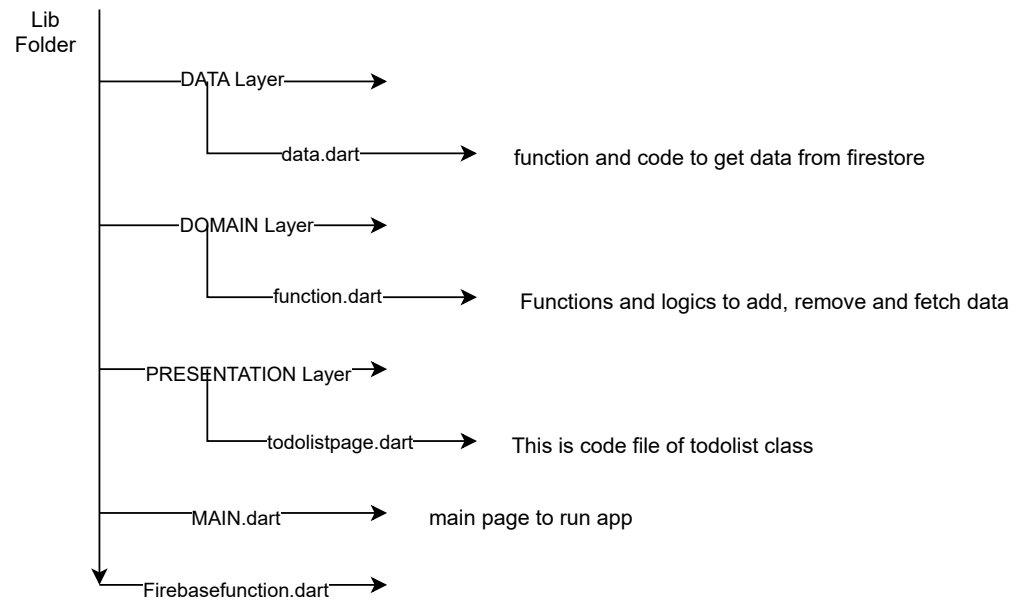 Lib
Folder
DATA Layer
data.dart
function and code to get data from firestore
DOMAIN Layer
function.dart
Functions and logics to add, remove and fetch data
PRESENTATION Layer
todolistpage.dart
This is code file of todolist class
MAIN.dart
main page to run app
Firebasefunction.dart